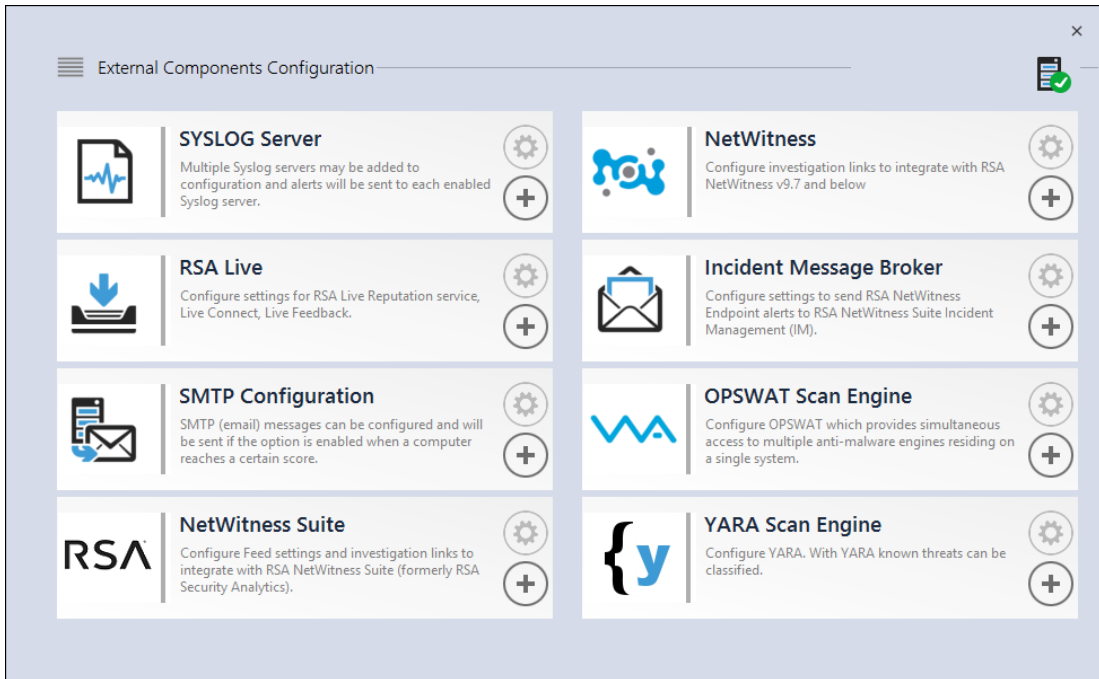 External Components Configuration
SYSLOG Server
Multiple Syslog servers may be added to
configuration and alerts will be sent to each enabled
Syslog server.
NetWitness
Configure investigation links to integrate with RSA
NetWitness v9.7 and below
RSA Live
Configure settings for RSA Live Reputation service,
Live Connect, Live Feedback.
Incident Message Broker
Configure settings to send RSA NetWitness
Endpoint alerts to RSA NetWitness Suite Incident
Management (IM).
SMTP Configuration
SMTP (email) messages can be configured and will
be sent if the option is enabled when a computer
reaches a certain score.
OPSWAT Scan Engine
Configure OPSWAT which provides simultaneous
access to multiple anti-malware engines residing on
a single system.
RSA
NetWitness Suite
Configure Feed settings and investigation links to
integrate with RSA NetWitness Suite (formerly RSA
Security Analytics).
{y
YARA Scan Engine
Configure YARA. With YARA known threats can be
classified.